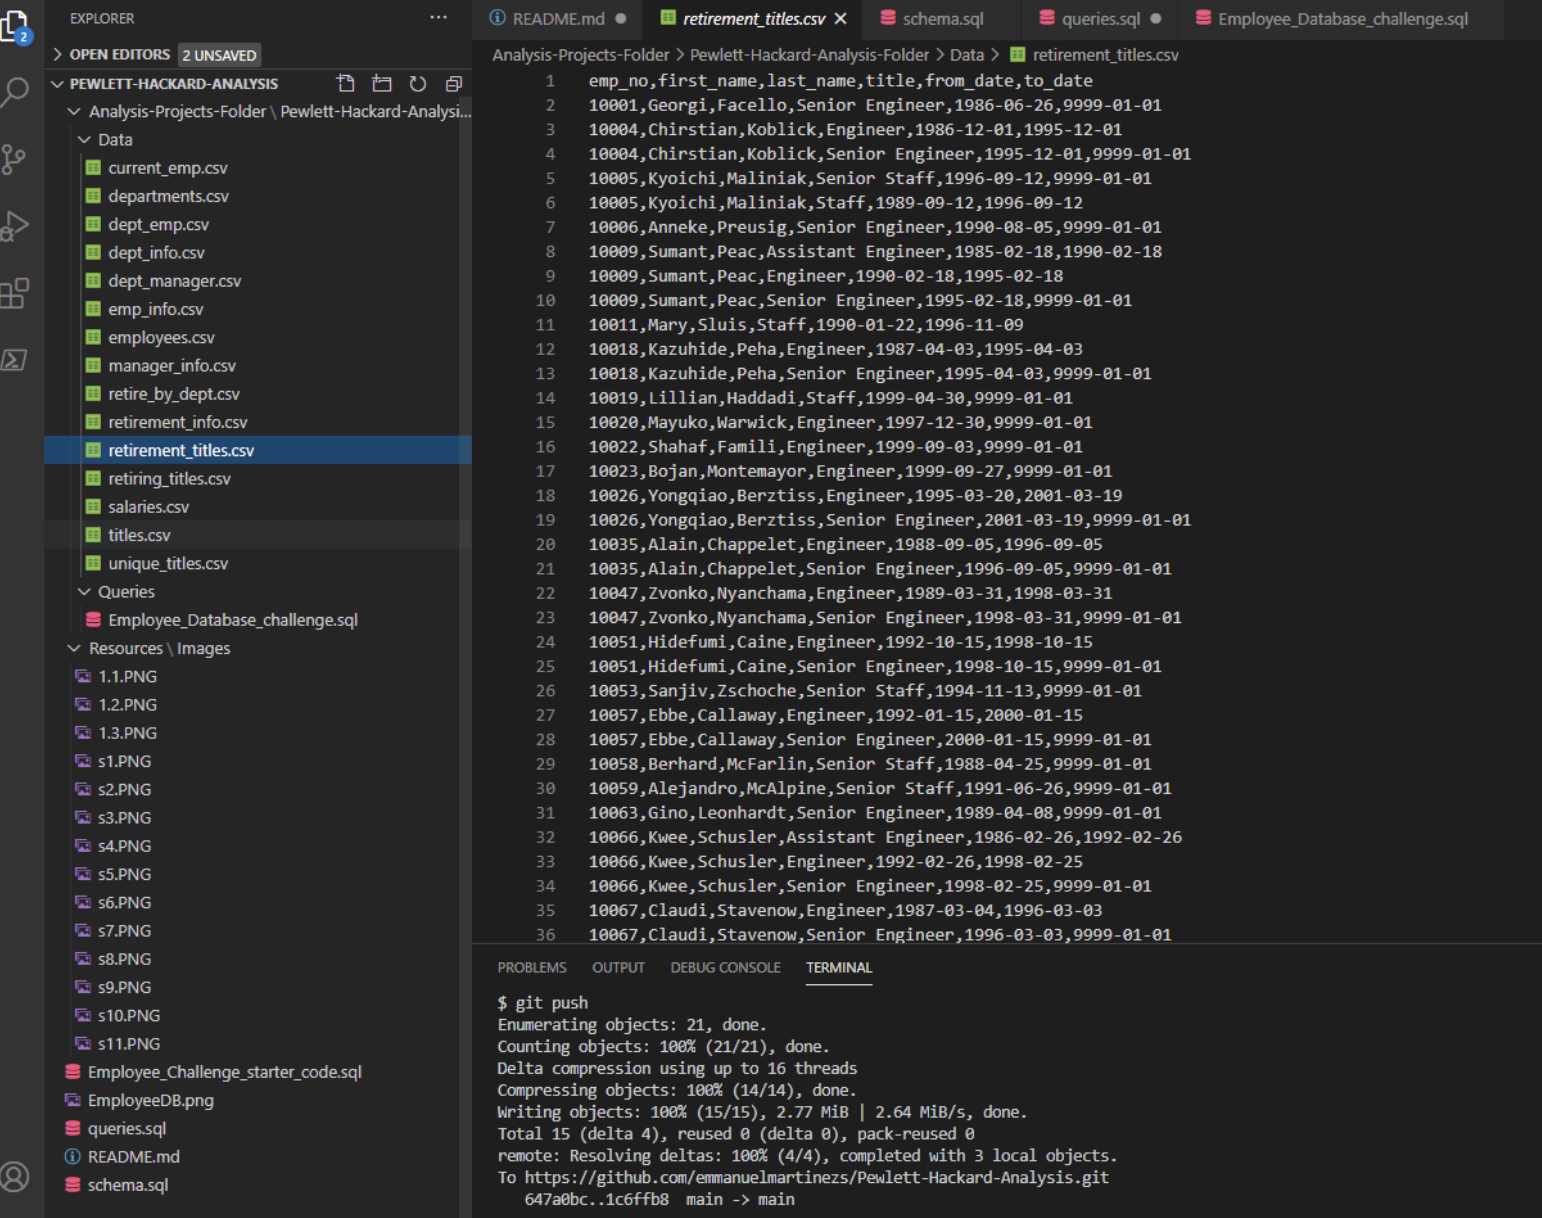 EXPLORER
OPEN EDITORS 2 UNSAVED
PEWLETT-HACKARD-ANALYSIS
Analysis-Projects-Folder \ Pewlett-Hackard-Analysi...
Data
current_emp.csv
departments.csv
dept_emp.csv
dept_info.csv
dept_manager.csv
emp_info.csv
employees.csv
manager_info.csv
retire_by_dept.csv
retirement_info.csv
retirement_titles.csv
retiring_titles.csv
salaries.csv
titles.csv
unique_titles.csv
Queries
Employee_Database_challenge.sql
Resources \ Images
1.1.PNG
1.2.PNG
1.3.PNG
s1.PNG
s2.PNG
s3.PNG
s4.PNG
s5.PNG
s6.PNG
s7.PNG
s8.PNG
s9.PNG
s10.PNG
s11.PNG
Employee_Challenge_starter_code.sql
EmployeeDB.png
queries.sql
README.md
schema.sql
2
README.md retirement_titles.csv schema.sql queries.sql Employee_Database_challenge.sql
Analysis-Projects-Folder > Pewlett-Hackard-Analysis-Folder > Data > retirement_titles.csv
1 emp_no,first_name,last_name,title,from_date,to_date
2 10001,Georgi,Facello,Senior Engineer,1986-06-26,9999-01-01
3 10004,Chirstian,Koblick,Engineer,1986-12-01,1995-12-01
4 10004,Chirstian,Koblick,Senior Engineer,1995-12-01,9999-01-01
5 10005,Kyoichi,Maliniak,Senior Staff,1996-09-12,9999-01-01
6 10005,Kyoichi,Maliniak,Staff,1989-09-12,1996-09-12
7 10006,Anneke,Preusig,Senior Engineer,1990-08-05,9999-01-01
8 10009,Sumant,Peac,Assistant Engineer,1985-02-18,1990-02-18
9 10009,Sumant,Peac,Engineer,1990-02-18,1995-02-18
10 10009,Sumant,Peac,Senior Engineer,1995-02-18,9999-01-01
11 10011,Mary,Sluis,Staff,1990-01-22,1996-11-09
12 10018,Kazuhide,Peha,Engineer,1987-04-03,1995-04-03
13 10018,Kazuhide,Peha,Senior Engineer,1995-04-03,9999-01-01
14 10019,Lillian,Haddadi,Staff,1999-04-30,9999-01-01
15 10020,Mayuko,Warwick,Engineer,1997-12-30,9999-01-01
16 10022,Shahaf,Famili,Engineer,1999-09-03,9999-01-01
17 10023,Bojan,Montemayor,Engineer,1999-09-27,9999-01-01
18 10026,Yongqiao,Berztiss,Engineer,1995-03-20,2001-03-19
19 10026,Yongqiao,Berztiss,Senior Engineer,2001-03-19,9999-01-01
20 10035,Alain,Chappelet,Engineer,1988-09-05,1996-09-05
21 10035,Alain,Chappelet,Senior Engineer,1996-09-05,9999-01-01
22 10047,Zvonko,Nyanchama,Engineer,1989-03-31,1998-03-31
23 10047,Zvonko,Nyanchama,Senior Engineer,1998-03-31,9999-01-01
24 10051,Hidefumi,Caine,Engineer,1992-10-15,1998-10-15
25 10051,Hidefumi,Caine,Senior Engineer,1998-10-15,9999-01-01
26 10053,Sanjiv,Zschoche,Senior Staff,1994-11-13,9999-01-01
27 10057,Ebbe,Callaway,Engineer,1992-01-15,2000-01-15
28 10057,Ebbe,Callaway,Senior Engineer,2000-01-15,9999-01-01
29 10058,Berhard,McFarlin,Senior Staff,1988-04-25,9999-01-01
30 10059,Alejandro,McAlpine,Senior Staff,1991-06-26,9999-01-01
31 10063,Gino,Leonhardt,Senior Engineer,1989-04-08,9999-01-01
32 10066,Kwee,Schusler,Assistant Engineer,1986-02-26,1992-02-26
33 10066,Kwee,Schusler,Engineer,1992-02-26,1998-02-25
34 10066,Kwee,Schusler,Senior Engineer,1998-02-25,9999-01-01
35 10067,Claudi,Stavenow,Engineer,1987-03-04,1996-03-03
36 10067,Claudi,Stavenow,Senior Engineer,1996-03-03,9999-01-01
PROBLEMS OUTPUT DEBUG CONSOLE TERMINAL
$ git push
Enumerating objects: 21, done.
Counting objects: 100% (21/21), done.
Delta compression using up to 16 threads
Compressing objects: 100% (14/14), done.
Writing objects: 100% (15/15), 2.77 MiB | 2.64 MiB/s, done.
Total 15 (delta 4), reused 0 (delta 0), pack-reused 0
remote: Resolving deltas: 100% (4/4), completed with 3 local objects.
To https://github.com/emmanuelmartinezs/Pewlett-Hackard-Analysis.git
647a0bc..1c6ffb8 main -> main